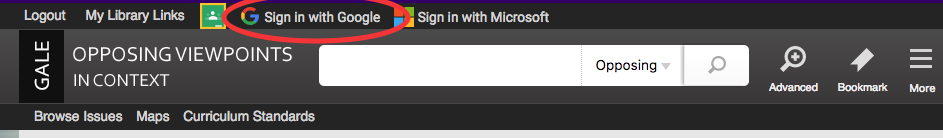 Logout My Library Links Sign in with Google Sign in with Microsoft
GALE
OPPOSING VIEWPOINTS
IN CONTEXT
Opposing
Advanced Bookmark More
Browse Issues Maps Curriculum Standards